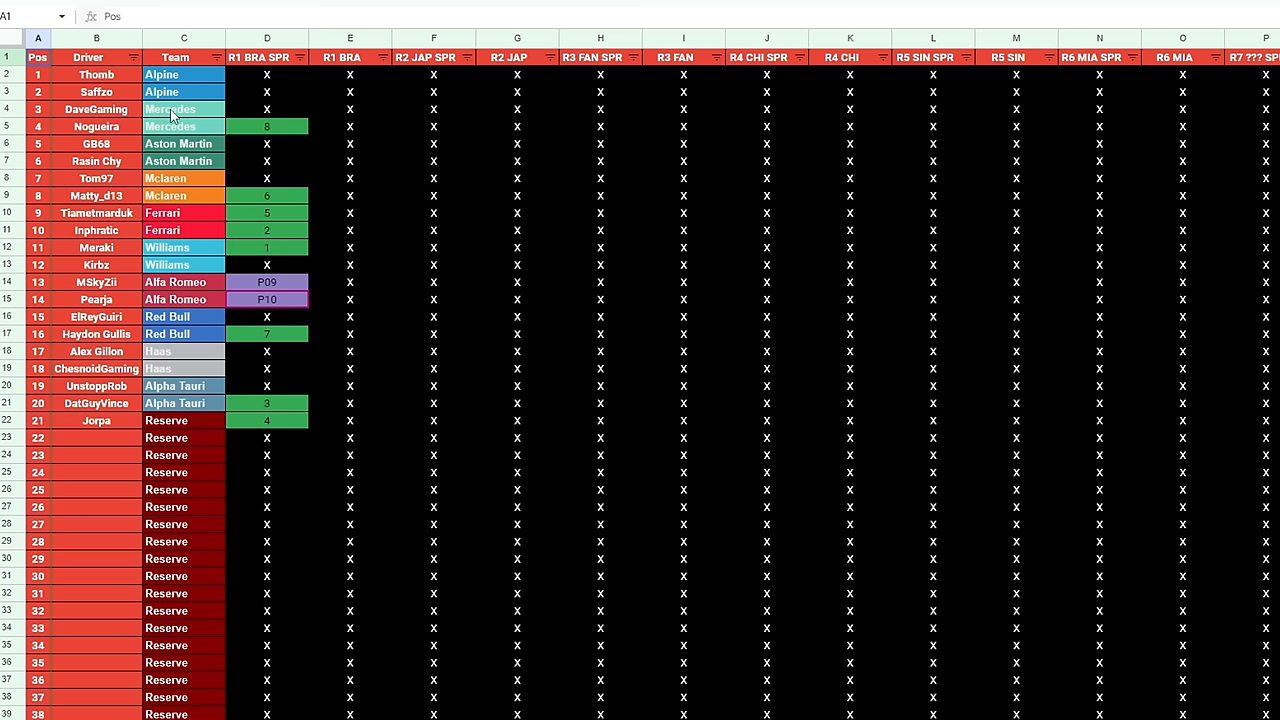 A1 fx Pos
A B C D E F G H I J K L M N O P
1 Pos Driver Team R1 BRA SPR R1 BRA R2 JAP SPR R2 JAP R3 FAN SPR R3 FAN R4 CHI SPR R4 CHI R5 SIN SPR R5 SIN R6 MIA SPR R6 MIA R7 ??? SP
2 1 Thomb Alpine X X X X X X X X X X X X X
3 2 Saffzo Alpine X X X X X X X X X X X X X
4 3 DaveGaming Mercedes X X X X X X X X X X X X X
5 4 Nogueira Mercedes 8 X X X X X X X X X X X X
6 5 GB68 Aston Martin X X X X X X X X X X X X X
7 6 Rasin Chy Aston Martin X X X X X X X X X X X X X
8 7 Tom97 Mclaren X X X X X X X X X X X X X
9 8 Matty_d13 Mclaren 6 X X X X X X X X X X X X
10 9 Tiametmarduk Ferrari 5 X X X X X X X X X X X X
11 10 Inphratic Ferrari 2 X X X X X X X X X X X X
12 11 Meraki Williams 1 X X X X X X X X X X X X
13 12 Kirbz Williams X X X X X X X X X X X X X
14 13 MSkyZii Alfa Romeo P09 X X X X X X X X X X X X
15 14 Pearja Alfa Romeo P10 X X X X X X X X X X X X
16 15 ElReyGuiri Red Bull X X X X X X X X X X X X X
17 16 Haydon Gullis Red Bull 7 X X X X X X X X X X X X
18 17 Alex Gillon Haas X X X X X X X X X X X X X
19 18 ChesnoidGaming Haas X X X X X X X X X X X X X
20 19 UnstoppRob Alpha Tauri X X X X X X X X X X X X X
21 20 DatGuyVince Alpha Tauri 3 X X X X X X X X X X X X
22 21 Jorpa Reserve 4 X X X X X X X X X X X X
23 22 Reserve X X X X X X X X X X X X X
24 23 Reserve X X X X X X X X X X X X X
25 24 Reserve X X X X X X X X X X X X X
26 25 Reserve X X X X X X X X X X X X X
27 26 Reserve X X X X X X X X X X X X X
28 27 Reserve X X X X X X X X X X X X X
29 28 Reserve X X X X X X X X X X X X X
30 29 Reserve X X X X X X X X X X X X X
31 30 Reserve X X X X X X X X X X X X X
32 31 Reserve X X X X X X X X X X X X X
33 32 Reserve X X X X X X X X X X X X X
34 33 Reserve X X X X X X X X X X X X X
35 34 Reserve X X X X X X X X X X X X X
36 35 Reserve X X X X X X X X X X X X X
37 36 Reserve X X X X X X X X X X X X X
38 37 Reserve X X X X X X X X X X X X X
39 38 Reserve X X X X X X X X X X X X X